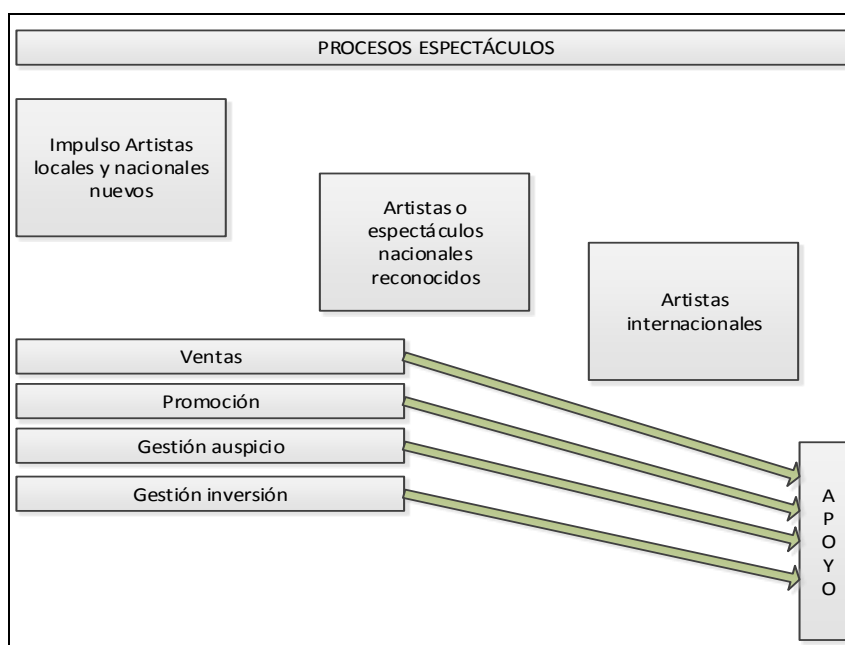 PROCESOS ESPECTÁCULOS
Impulso Artistas
locales y nacionales
nuevos
Artistas o
espectáculos
nacionales
reconocidos
Artistas
internacionales
Ventas
Promoción
Gestión auspicio
Gestión inversión
A
P
O
Y
O